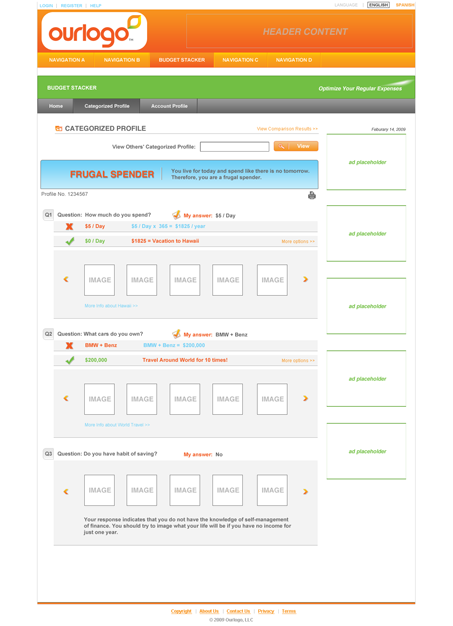 LOGIN | REGISTER | HELP
LANGUAGE | ENGLISH SPANISH
ourlogo™
HEADER CONTENT
NAVIGATION A NAVIGATION B BUDGET STACKER NAVIGATION C NAVIGATION D
BUDGET STACKER
Optimize Your Regular Expenses
Home Categorized Profile Account Profile
CATEGORIZED PROFILE
View Comparison Results >>
February 14, 2009
View Others' Categorized Profile:
View
FRUGAL SPENDER
You live for today and spend like there is no tomorrow.
Therefore, you are a frugal spender.
Profile No. 1234567
Q1 Question: How much do you spend? My answer: $5 / Day
$5 / Day $5 / Day x 365 = $1825 / year
$0 / Day $1825 = Vacation to Hawaii More options >>
IMAGE IMAGE IMAGE IMAGE IMAGE
More Info about Hawaii >>
Q2 Question: What cars do you own? My answer: BMW + Benz
BMW + Benz BMW + Benz = $200,000
$200,000 Travel Around World for 10 times! More options >>
IMAGE IMAGE IMAGE IMAGE IMAGE
More Info about World Travel >>
Q3 Question: Do you have habit of saving? My answer: No
IMAGE IMAGE IMAGE IMAGE IMAGE
Your response indicates that you do not have the knowledge of self-management
of finance. You should try to image what your life will be if you have no income for
just one year.
ad placeholder
ad placeholder
ad placeholder
ad placeholder
ad placeholder
Copyright | About Us | Contact Us | Privacy | Terms
© 2009 Ourlogo, LLC